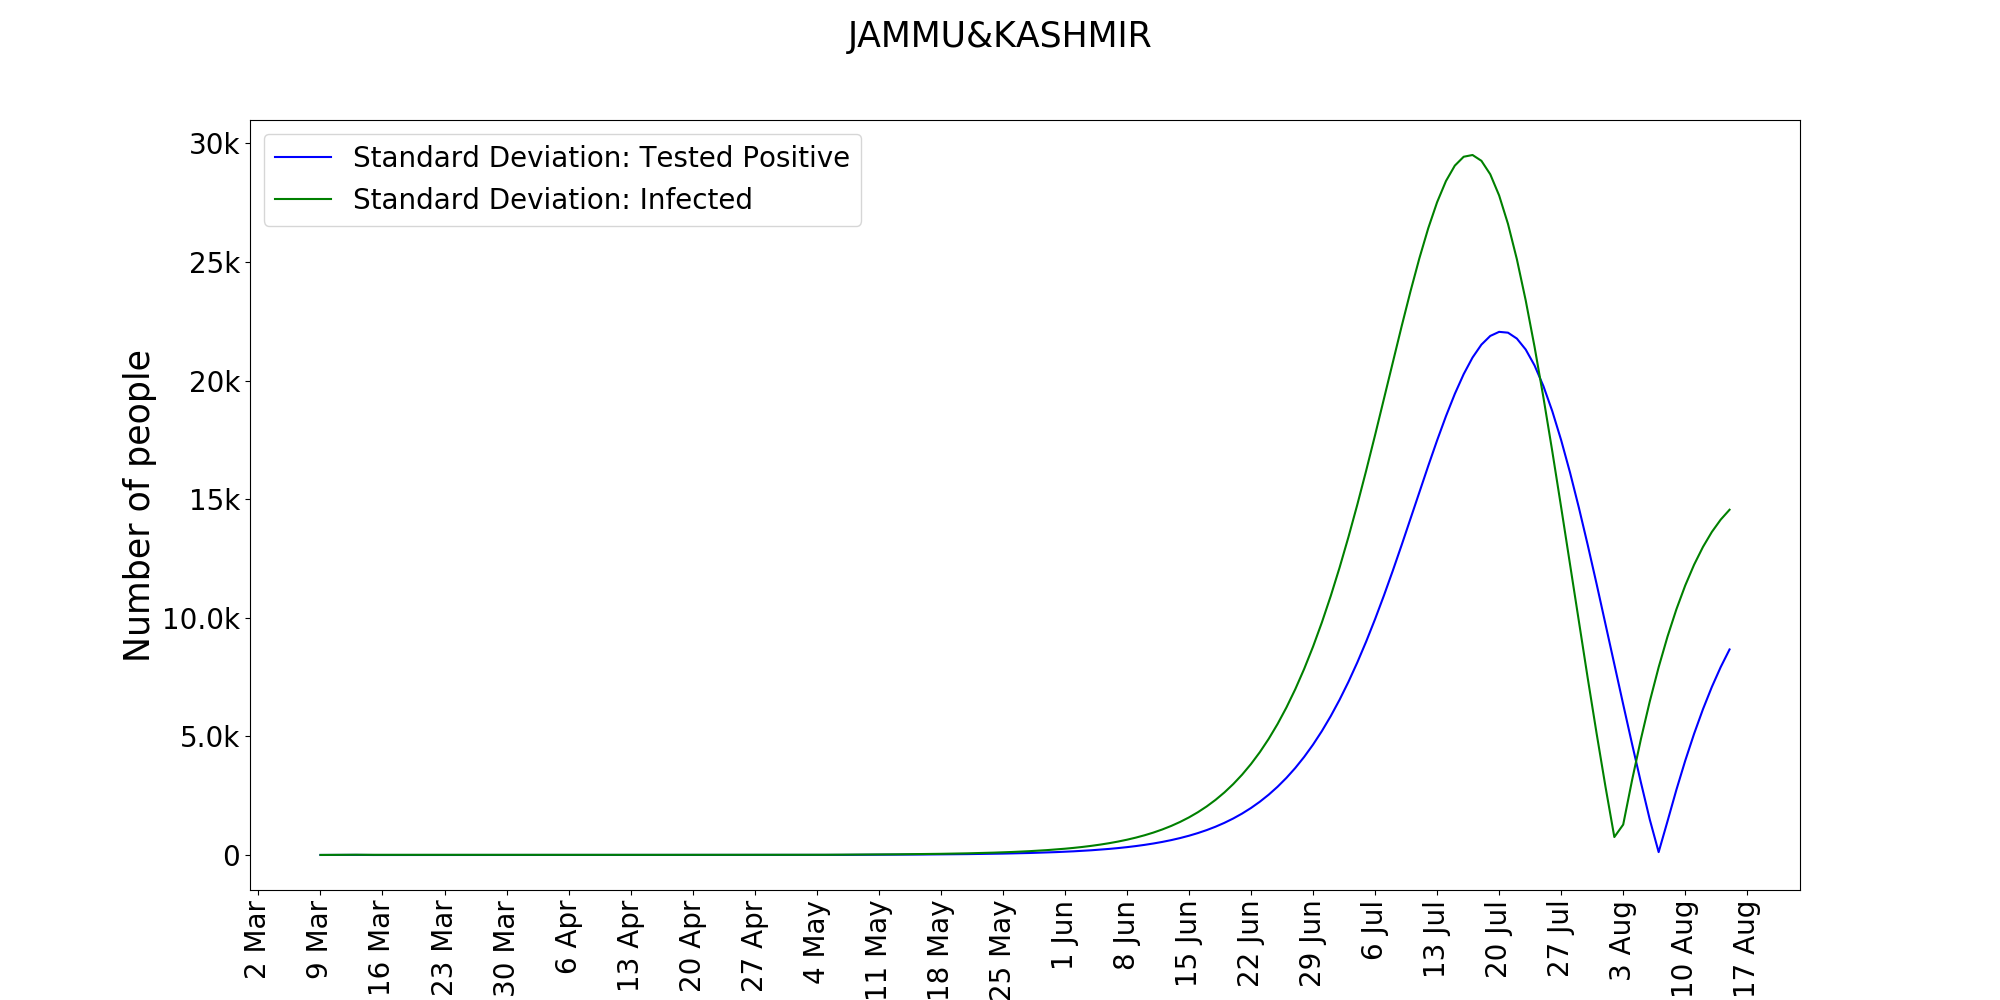 JAMMU&KASHMIR
Standard Deviation: Tested Positive
Standard Deviation: Infected
Number of people
30k
25k
20k
15k
10.0k
5.0k
0
2 Mar
9 Mar
16 Mar
23 Mar
30 Mar
6 Apr
13 Apr
20 Apr
27 Apr
4 May
11 May
18 May
25 May
1 Jun
8 Jun
15 Jun
22 Jun
29 Jun
6 Jul
13 Jul
20 Jul
27 Jul
3 Aug
10 Aug
17 Aug